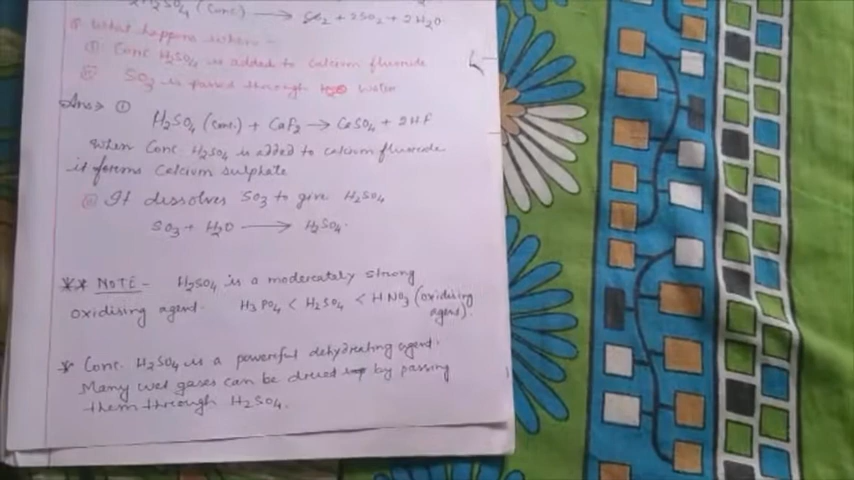 H₂SO₄ (conc) ⟶ SO₂ + 2SO₂ + 2H₂O
What happens when:-
① Conc H₂SO₄ is added to calcium fluoride
② SO₃ is passed through water
Ans→ ① H₂SO₄ (conc.) + CaF₂ → CaSO₄ + 2HF
When Conc H₂SO₄ is added to calcium fluoride
it forms Calcium sulphate
② It dissolves SO₃ to give H₂SO₄
SO₃ + H₂O ⟶ H₂SO₄.
** NOTE - H₂SO₄ is a moderately strong
oxidising agent. H₃PO₄ < H₂SO₄ < HNO₃ (oxidising
agent).
* Conc. H₂SO₄ is a powerful dehydrating agent.
Many wet gases can be dried by passing
them through H₂SO₄.